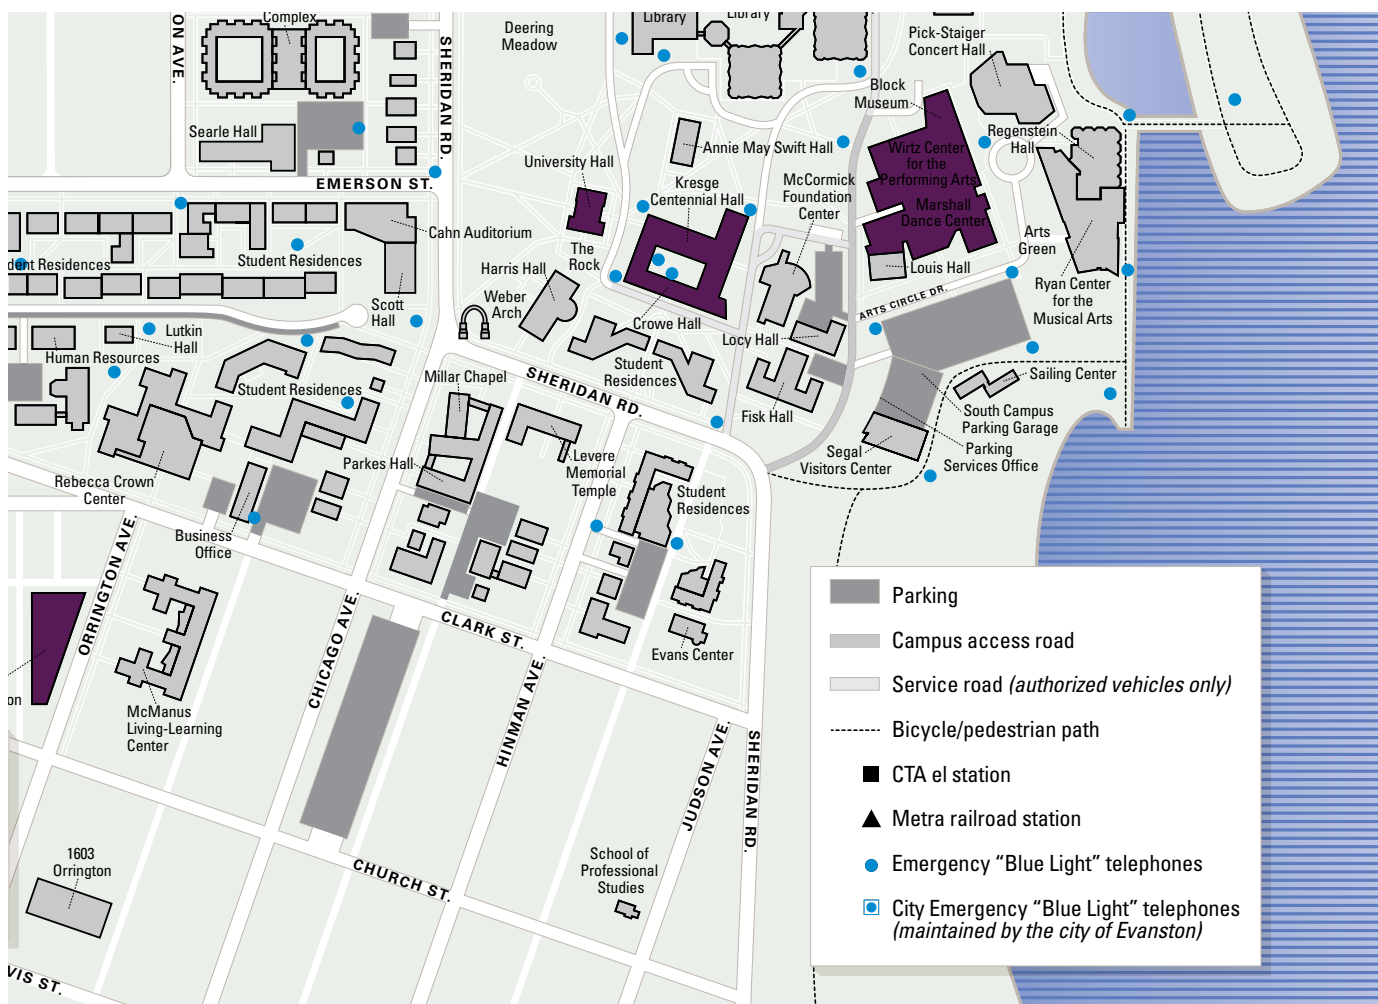 Complex
ON AVE.
SHERIDAN RD.
Deering
Meadow
Library
Library
Pick-Staiger
Concert Hall
Block
Museum
Searle Hall
University Hall
Annie May Swift Hall
Regenstein
Hall
Wirtz Center
for the
Performing Arts
EMERSON ST.
Kresge
Centennial Hall
McCormick
Foundation
Center
Marshall
Dance Center
Cahn Auditorium
dent Residences
Student Residences
The
Rock
Harris Hall
Arts
Green
Louis Hall
Weber
Arch
Scott
Hall
Ryan Center
for the
Musical Arts
ARTS CIRCLE DR.
Crowe Hall
Lutkin
Hall
Human Resources
Locy Hall
Student
Residences
Millar Chapel
SHERIDAN RD.
Sailing Center
Student Residences
Fisk Hall
South Campus
Parking Garage
Parking
Services Office
Segal
Visitors Center
Parkes Hall
Levere
Memorial
Temple
Rebecca Crown
Center
Student
Residences
Business
Office
ORRINGTON AVE.
CHICAGO AVE.
CLARK ST.
HINMAN AVE.
Evans Center
on
McManus
Living-Learning
Center
JUDSON AVE.
SHERIDAN RD.
1603
Orrington
CHURCH ST.
School of
Professional
Studies
VIS ST.
Parking
Campus access road
Service road (authorized vehicles only)
Bicycle/pedestrian path
CTA el station
Metra railroad station
Emergency “Blue Light” telephones
City Emergency “Blue Light” telephones
(maintained by the city of Evanston)